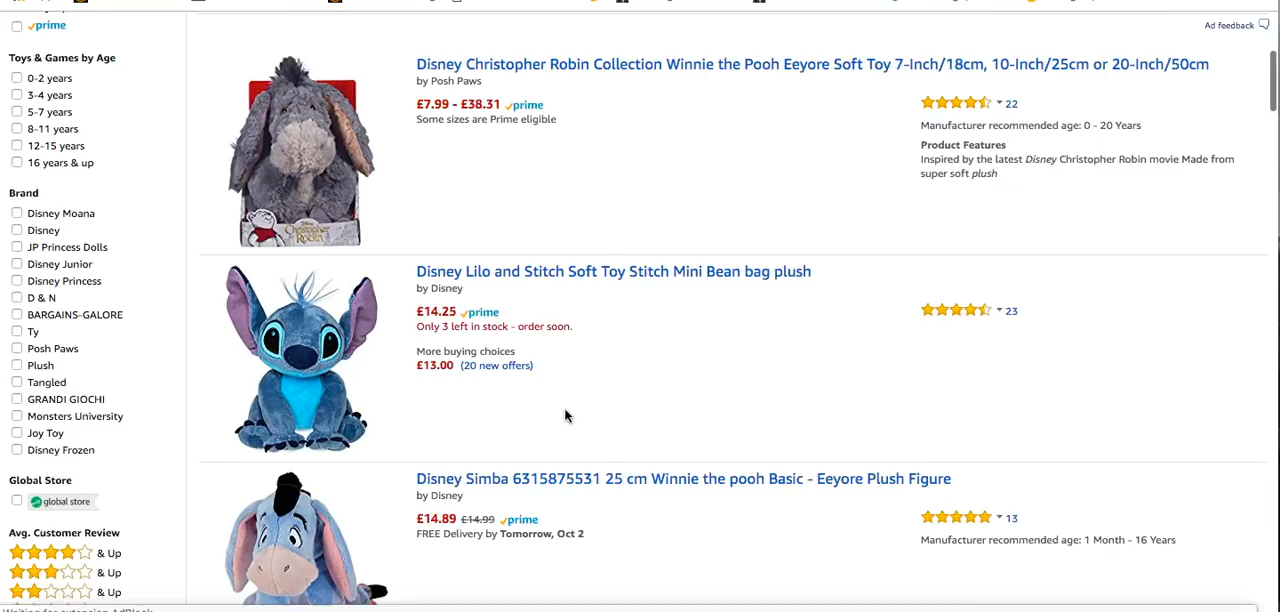 prime
Toys & Games by Age
0-2 years
3-4 years
5-7 years
8-11 years
12-15 years
16 years & up
Brand
Disney Moana
Disney
JP Princess Dolls
Disney Junior
Disney Princess
D & N
BARGAINS-GALORE
Ty
Posh Paws
Plush
Tangled
GRANDI GIOCHI
Monsters University
Joy Toy
Disney Frozen
Global Store
global store
Avg. Customer Review
& Up
& Up
& Up
Ad feedback
Disney Christopher Robin Collection Winnie the Pooh Eeyore Soft Toy 7-Inch/18cm, 10-Inch/25cm or 20-Inch/50cm
by Posh Paws
£7.99 - £38.31 prime
Some sizes are Prime eligible
22
Manufacturer recommended age: 0 - 20 Years
Product Features
Inspired by the latest Disney Christopher Robin movie Made from
super soft plush
Christopher
Robin
Disney Lilo and Stitch Soft Toy Stitch Mini Bean bag plush
by Disney
£14.25 prime
Only 3 left in stock - order soon.
More buying choices
£13.00 (20 new offers)
23
Disney Simba 6315875531 25 cm Winnie the pooh Basic - Eeyore Plush Figure
by Disney
£14.89 £14.99 prime
FREE Delivery by Tomorrow, Oct 2
13
Manufacturer recommended age: 1 Month - 16 Years
Waiting for extension AdBlock